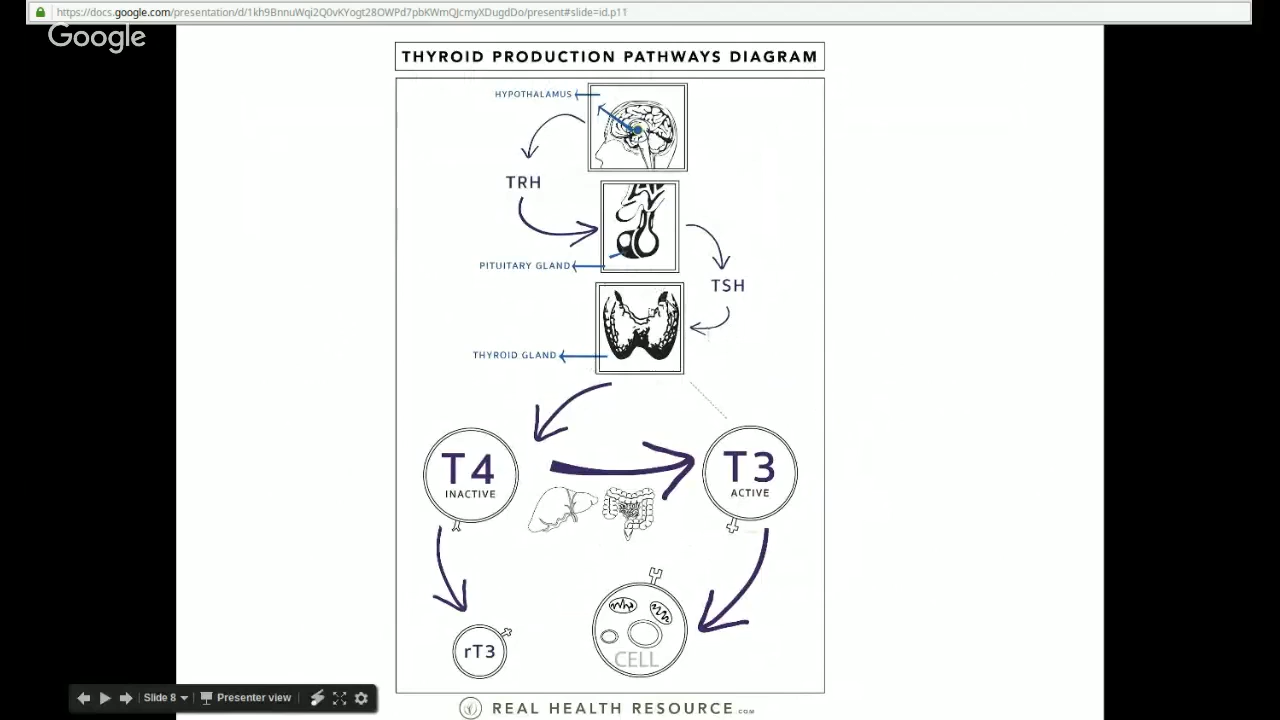 https://docs.google.com/presentation/d/1kh9BnnuWqi2Q0vKYogt28OWPd7pbKWmQJcmyXDugdDo/present#slide=id.p11
Google
THYROID PRODUCTION PATHWAYS DIAGRAM
HYPOTHALAMUS
TRH
PITUITARY GLAND
TSH
THYROID GLAND
T4
INACTIVE
T3
ACTIVE
rT3
CELL
Slide 8
Presenter view
REAL HEALTH RESOURCE.COM